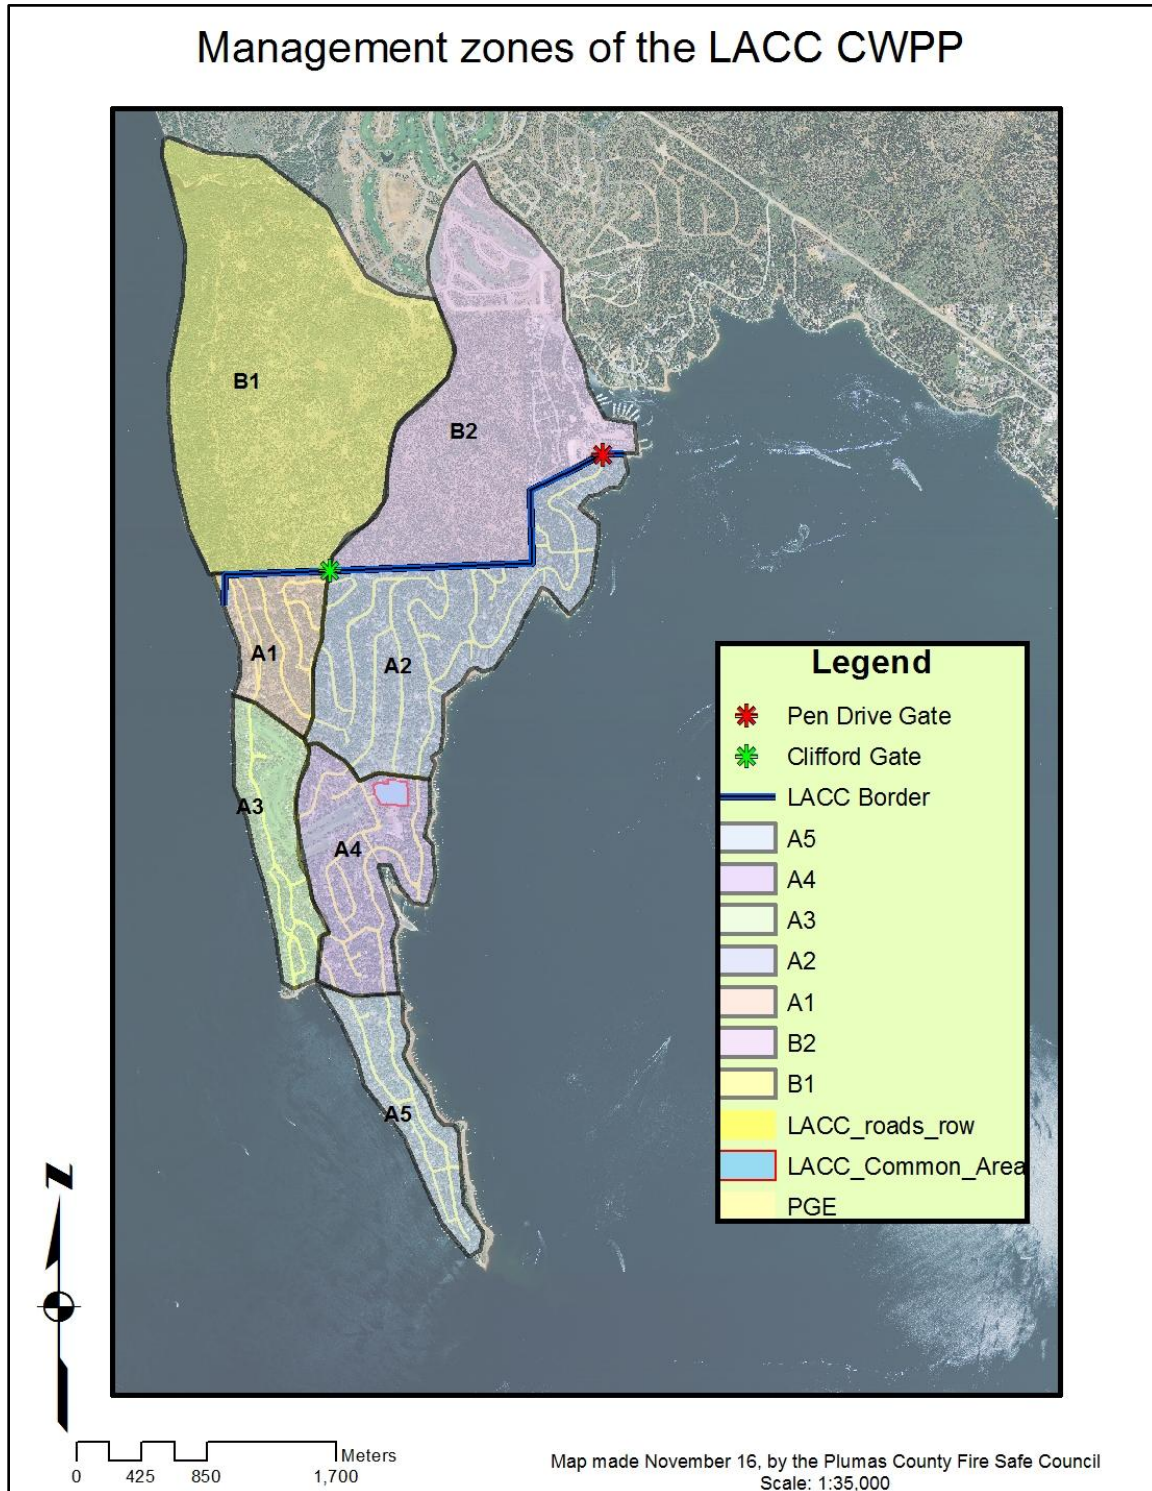 Management zones of the LACC CWPP
B1
B2
A1
A2
A3
A4
A5
Legend
Pen Drive Gate
Clifford Gate
LACC Border
A5
A4
A3
A2
A1
B2
B1
LACC_roads_row
LACC_Common_Area
PGE
N
Meters
0 425 850 1,700
Map made November 16, by the Plumas County Fire Safe Council
Scale: 1:35,000